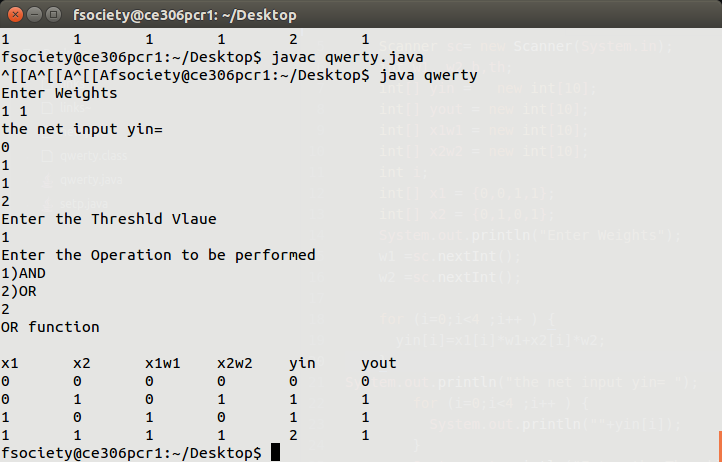 fsociety@ce306pcr1: ~/Desktop
1 1 1 1 2 1
fsociety@ce306pcr1:~/Desktop$ javac qwerty.java
^[[A^[[A^[[Afsociety@ce306pcr1:~/Desktop$ java qwerty
Enter Weights
1 1
the net input yin=
0
1
1
2
Enter the Threshld Vlaue
1
Enter the Operation to be performed
1)AND
2)OR
2
OR function
x1 x2 x1w1 x2w2 yin yout
0 0 0 0 0 0
0 1 0 1 1 1
1 0 1 0 1 1
1 1 1 1 2 1
fsociety@ce306pcr1:~/Desktop$